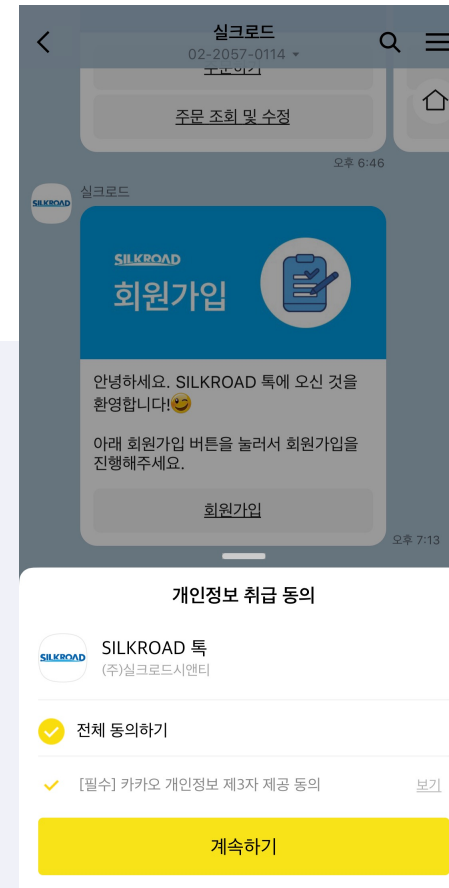 실크로드
02-2057-0114
주문하기
주문 조회 및 수정
오후 6:46
실크로드
SILKROAD
SILKROAD
회원가입
안녕하세요. SILKROAD 톡에 오신 것을
환영합니다!
아래 회원가입 버튼을 눌러서 회원가입을
진행해주세요.
회원가입
오후 7:13
개인정보 취급 동의
SILKROAD
SILKROAD 톡
(주)실크로드시앤티
전체 동의하기
[필수] 카카오 개인정보 제3자 제공 동의
보기
계속하기